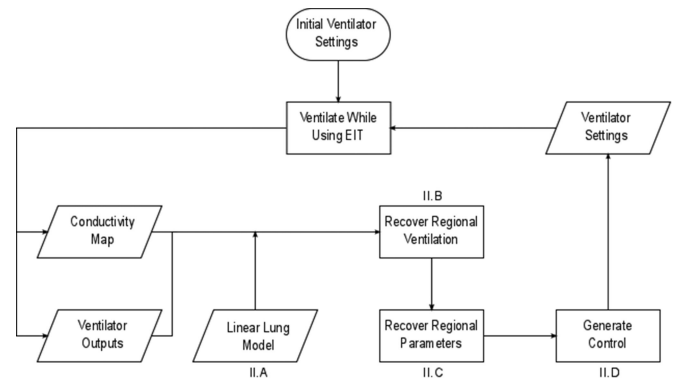 Initial Ventilator
Settings
Ventilate While
Using EIT
Ventilator
Settings
II.B
Conductivity
Map
Recover Regional
Ventilation
Ventilator
Outputs
Linear Lung
Model
Recover Regional
Parameters
Generate
Control
II.A
II.C
II.D